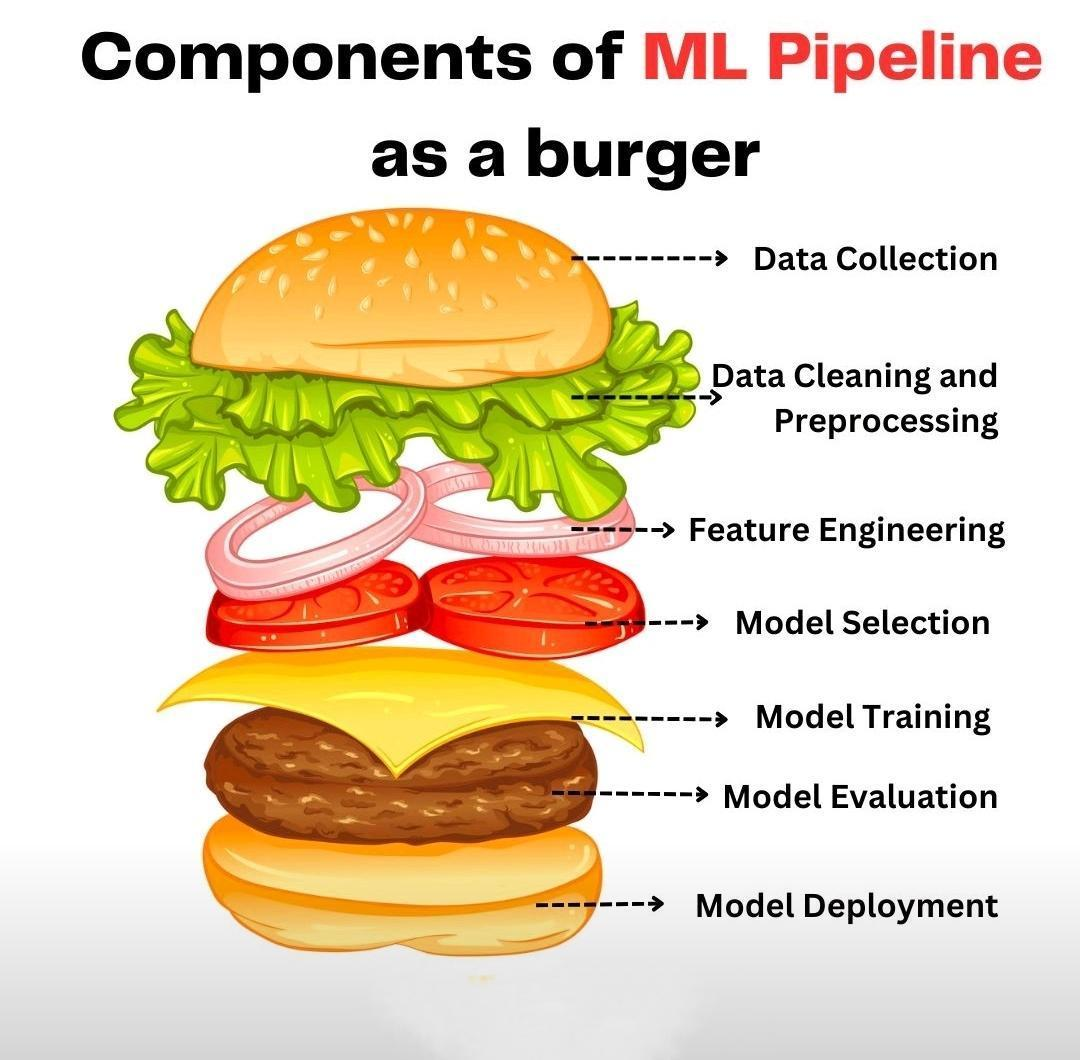 Components of ML Pipeline
as a burger
Data Collection
Data Cleaning and
Preprocessing
Feature Engineering
Model Selection
Model Training
Model Evaluation
Model Deployment